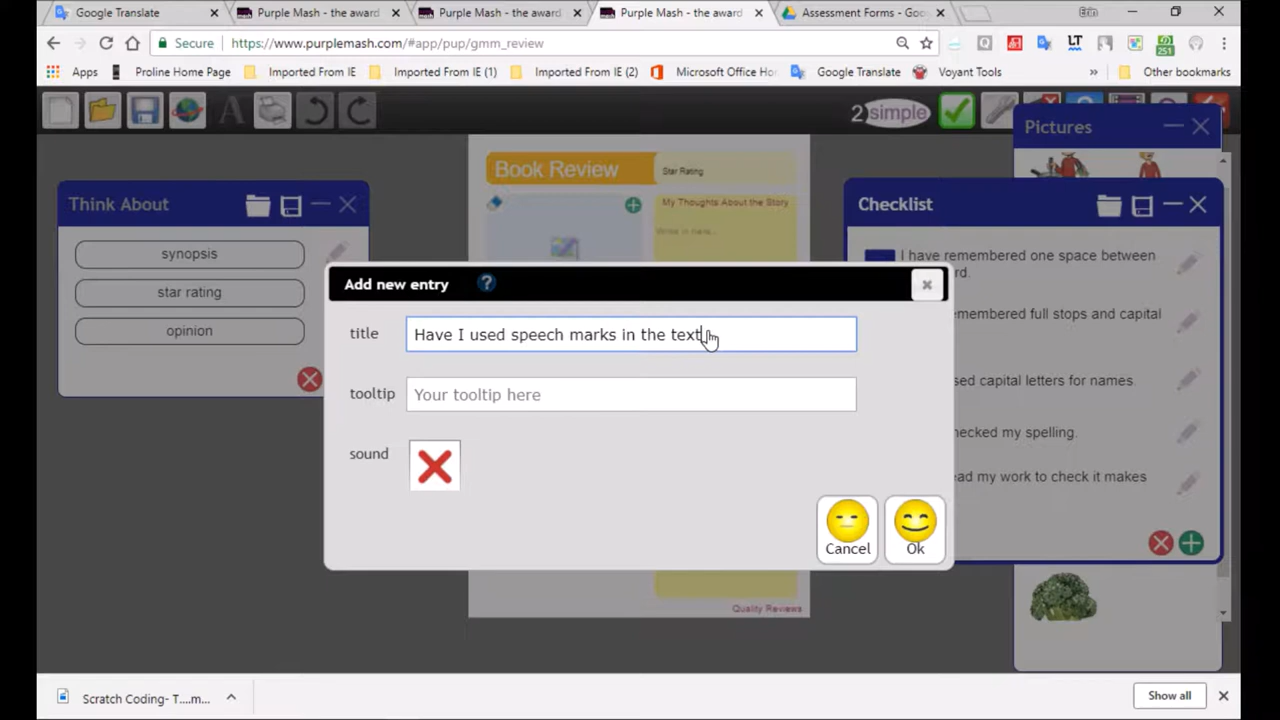 Google Translate
Purple Mash - the award
Purple Mash - the award
Purple Mash - the award
Assessment Forms - Goo
Secure
https://www.purplemash.com/#app/pup/gmm_review
Apps
Proline Home Page
Imported From IE
Imported From IE (1)
Imported From IE (2)
Microsoft Office Ho
Google Translate
Voyant Tools
»
Other bookmarks
LT
251
A
2simple
Pictures
Think About
synopsis
star rating
opinion
Book Review
Star Rating
My Thoughts About the Story
Write in here...
Quality Reviews
Checklist
I have remembered one space between
rd.
emembered full stops and capital
sed capital letters for names.
hecked my spelling.
ead my work to check it makes
Add new entry
?
title
Have I used speech marks in the text
tooltip
Your tooltip here
sound
Cancel
Ok
Scratch Coding- T....m...
Show all